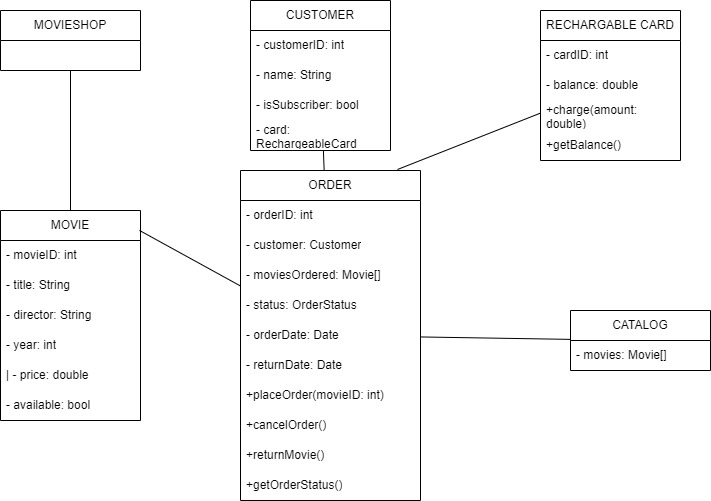 MOVIESHOP
CUSTOMER
- customerID: int
- name: String
- isSubscriber: bool
- card:
RechargeableCard
RECHARGABLE CARD
- cardID: int
- balance: double
+charge(amount:
double)
+getBalance()
MOVIE
- movieID: int
- title: String
- director: String
- year: int
| - price: double
- available: bool
ORDER
- orderID: int
- customer: Customer
- moviesOrdered: Movie[]
- status: OrderStatus
- orderDate: Date
- returnDate: Date
+placeOrder(movieID: int)
+cancelOrder()
+returnMovie()
+getOrderStatus()
CATALOG
- movies: Movie[]